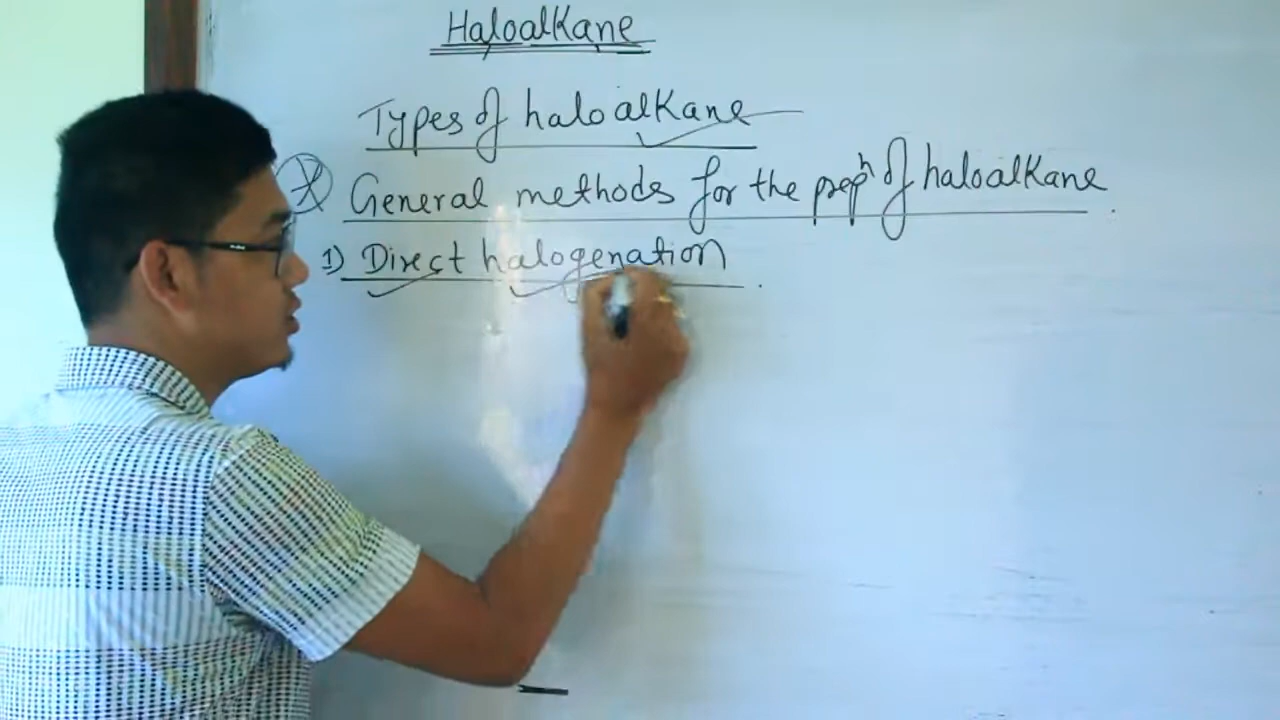 Haloalkane
Types of haloalkane
General methods for the prepⁿ of haloalkane.
1) Direct halogenation.